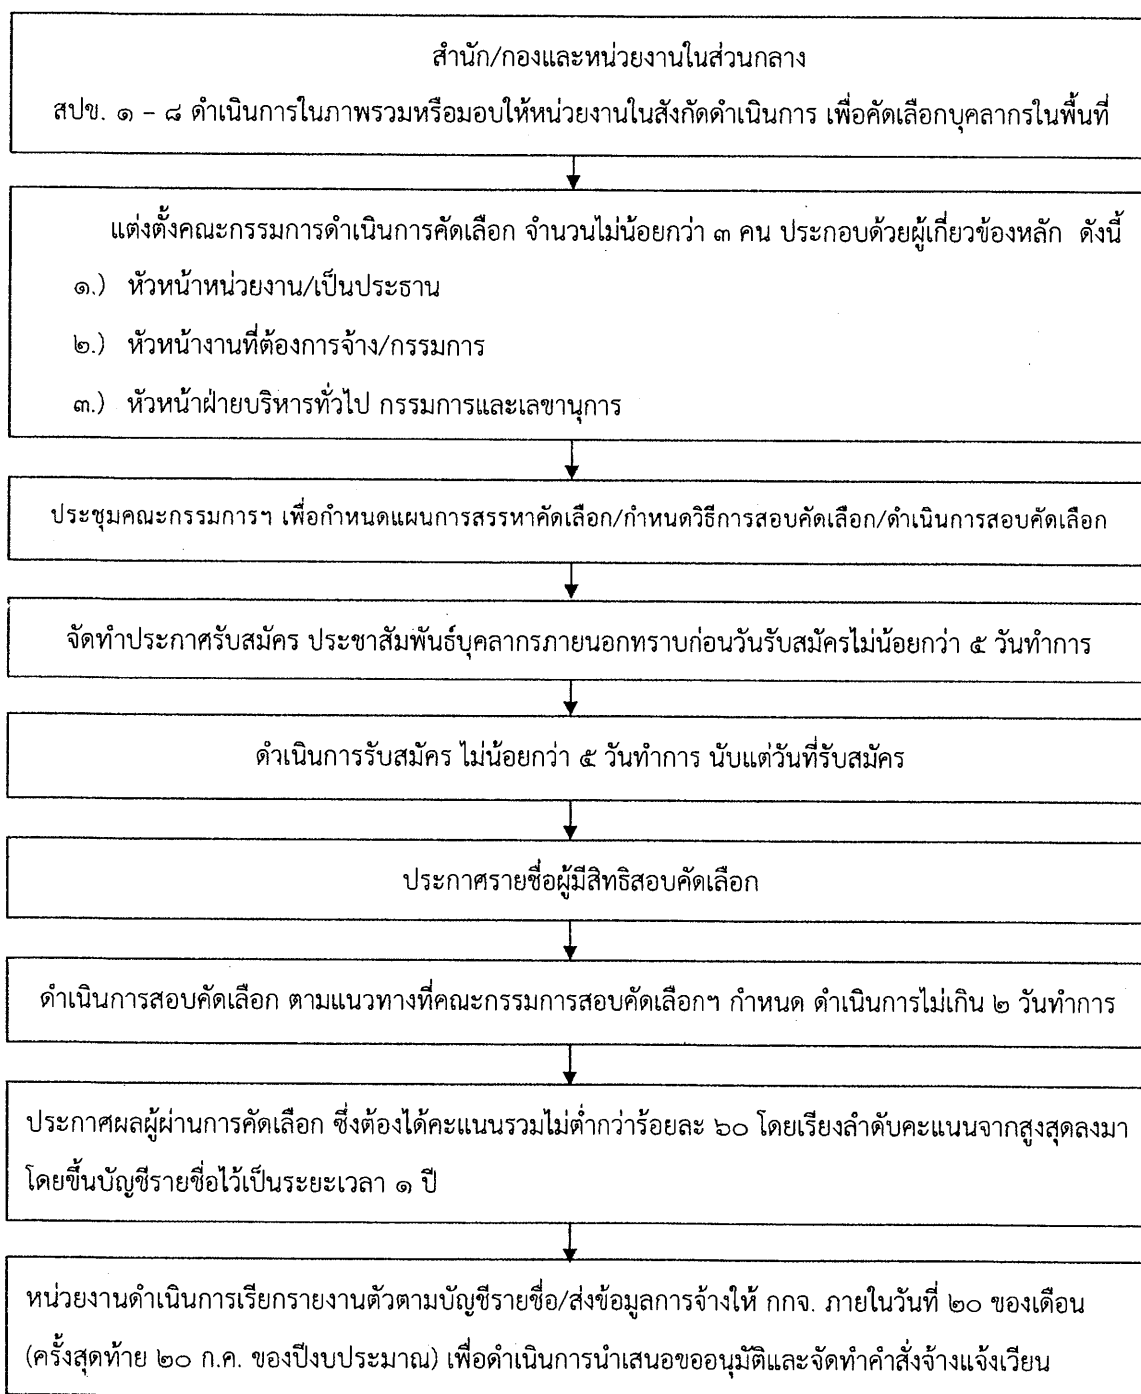 สำนัก/กองและหน่วยงานในส่วนกลาง
สปข. ๑ - ๘ ดำเนินการในภาพรวมหรือมอบให้หน่วยงานในสังกัดดำเนินการ เพื่อคัดเลือกบุคลากรในพื้นที่
แต่งตั้งคณะกรรมการดำเนินการคัดเลือก จำนวนไม่น้อยกว่า ๓ คน ประกอบด้วยผู้เกี่ยวข้องหลัก ดังนี้
๑.) หัวหน้าหน่วยงาน/เป็นประธาน
๒.) หัวหน้างานที่ต้องการจ้าง/กรรมการ
๓.) หัวหน้าฝ่ายบริหารทั่วไป กรรมการและเลขานุการ
ประชุมคณะกรรมการฯ เพื่อกำหนดแผนการสรรหาคัดเลือก/กำหนดวิธีการสอบคัดเลือก/ดำเนินการสอบคัดเลือก
จัดทำประกาศรับสมัคร ประชาสัมพันธ์บุคลากรภายนอกทราบก่อนวันรับสมัครไม่น้อยกว่า ๕ วันทำการ
ดำเนินการรับสมัคร ไม่น้อยกว่า ๕ วันทำการ นับแต่วันที่รับสมัคร
ประกาศรายชื่อผู้มีสิทธิสอบคัดเลือก
ดำเนินการสอบคัดเลือก ตามแนวทางที่คณะกรรมการสอบคัดเลือกฯ กำหนด ดำเนินการไม่เกิน ๒ วันทำการ
ประกาศผลผู้ผ่านการคัดเลือก ซึ่งต้องได้คะแนนรวมไม่ต่ำกว่าร้อยละ ๖๐ โดยเรียงลำดับคะแนนจากสูงสุดลงมา
โดยขึ้นบัญชีรายชื่อไว้เป็นระยะเวลา ๑ ปี
หน่วยงานดำเนินการเรียกรายงานตัวตามบัญชีรายชื่อ/ส่งข้อมูลการจ้างให้ กกจ. ภายในวันที่ ๒๐ ของเดือน
(ครั้งสุดท้าย ๒๐ ก.ค. ของปีงบประมาณ) เพื่อดำเนินการนำเสนอขออนุมัติและจัดทำคำสั่งจ้างแจ้งเวียน